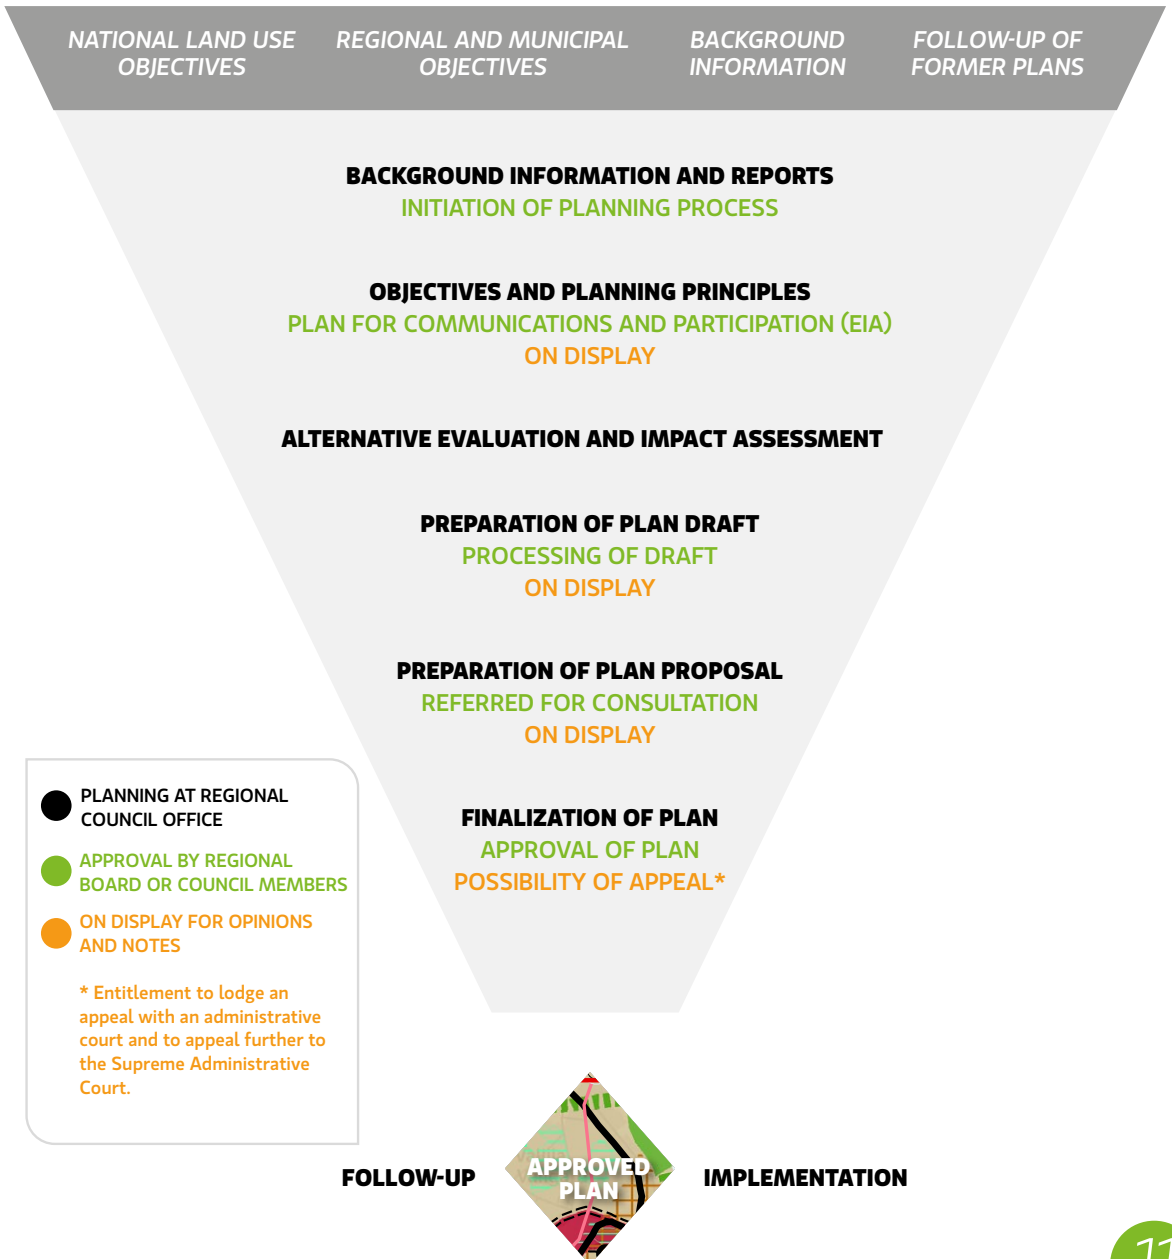 NATIONAL LAND USE
OBJECTIVES
REGIONAL AND MUNICIPAL
OBJECTIVES
BACKGROUND
INFORMATION
FOLLOW-UP OF
FORMER PLANS
BACKGROUND INFORMATION AND REPORTS
INITIATION OF PLANNING PROCESS
OBJECTIVES AND PLANNING PRINCIPLES
PLAN FOR COMMUNICATIONS AND PARTICIPATION (EIA)
ON DISPLAY
ALTERNATIVE EVALUATION AND IMPACT ASSESSMENT
PREPARATION OF PLAN DRAFT
PROCESSING OF DRAFT
ON DISPLAY
PREPARATION OF PLAN PROPOSAL
REFERRED FOR CONSULTATION
ON DISPLAY
FINALIZATION OF PLAN
APPROVAL OF PLAN
POSSIBILITY OF APPEAL*
PLANNING AT REGIONAL
COUNCIL OFFICE
APPROVAL BY REGIONAL
BOARD OR COUNCIL MEMBERS
ON DISPLAY FOR OPINIONS
AND NOTES
* Entitlement to lodge an
appeal with an administrative
court and to appeal further to
the Supreme Administrative
Court.
FOLLOW-UP
APPROVED
PLAN
IMPLEMENTATION